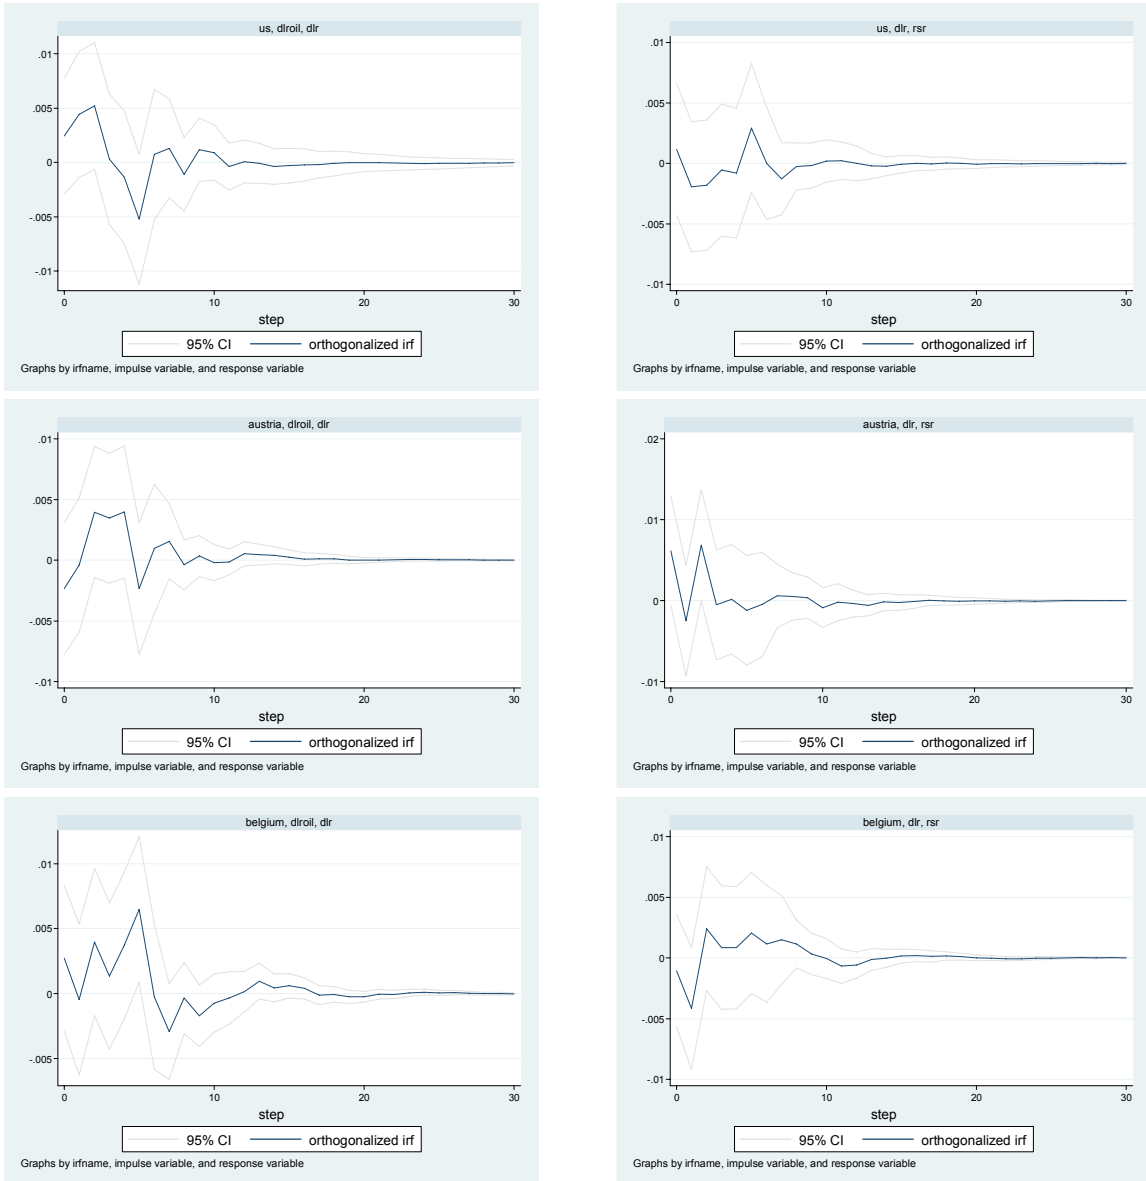 us, dlroil, dlr
.01
.005
0
-.005
-.01
0 10 20 30
step
95% CI orthogonalized irf
Graphs by irfname, impulse variable, and response variable
us, dlr, rsr
.01
.005
0
-.005
-.01
0 10 20 30
step
95% CI orthogonalized irf
Graphs by irfname, impulse variable, and response variable
austria, dlroil, dlr
.01
.005
0
-.005
-.01
0 10 20 30
step
95% CI orthogonalized irf
Graphs by irfname, impulse variable, and response variable
austria, dlr, rsr
.02
.01
0
-.01
0 10 20 30
step
95% CI orthogonalized irf
Graphs by irfname, impulse variable, and response variable
belgium, dlroil, dlr
.01
.005
0
-.005
0 10 20 30
step
95% CI orthogonalized irf
Graphs by irfname, impulse variable, and response variable
belgium, dlr, rsr
.01
.005
0
-.005
-.01
0 10 20 30
step
95% CI orthogonalized irf
Graphs by irfname, impulse variable, and response variable